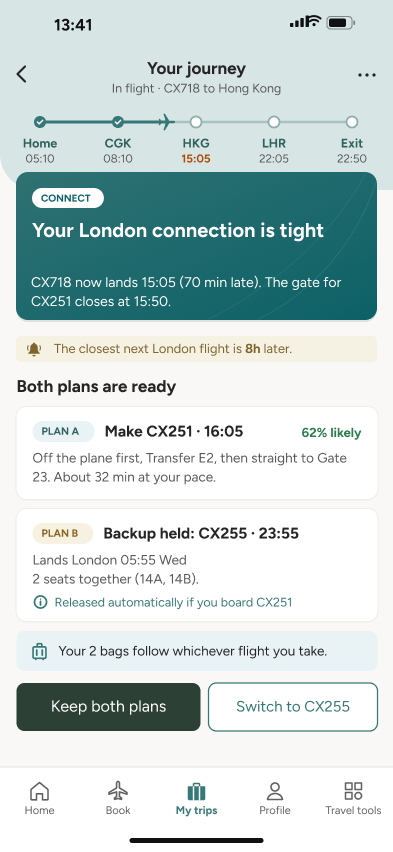 13:41
Your journey
In flight · CX718 to Hong Kong
Home CGK HKG LHR Exit
05:10 08:10 15:05 22:05 22:50
CONNECT
Your London connection is tight
CX718 now lands 15:05 (70 min late). The gate for
CX251 closes at 15:50.
The closest next London flight is 8h later.
Both plans are ready
PLAN A Make CX251 · 16:05 62% likely
Off the plane first, Transfer E2, then straight to Gate
23. About 32 min at your pace.
PLAN B Backup held: CX255 · 23:55
Lands London 05:55 Wed
2 seats together (14A, 14B).
Released automatically if you board CX251
Your 2 bags follow whichever flight you take.
Keep both plans Switch to CX255
Home Book My trips Profile Travel tools